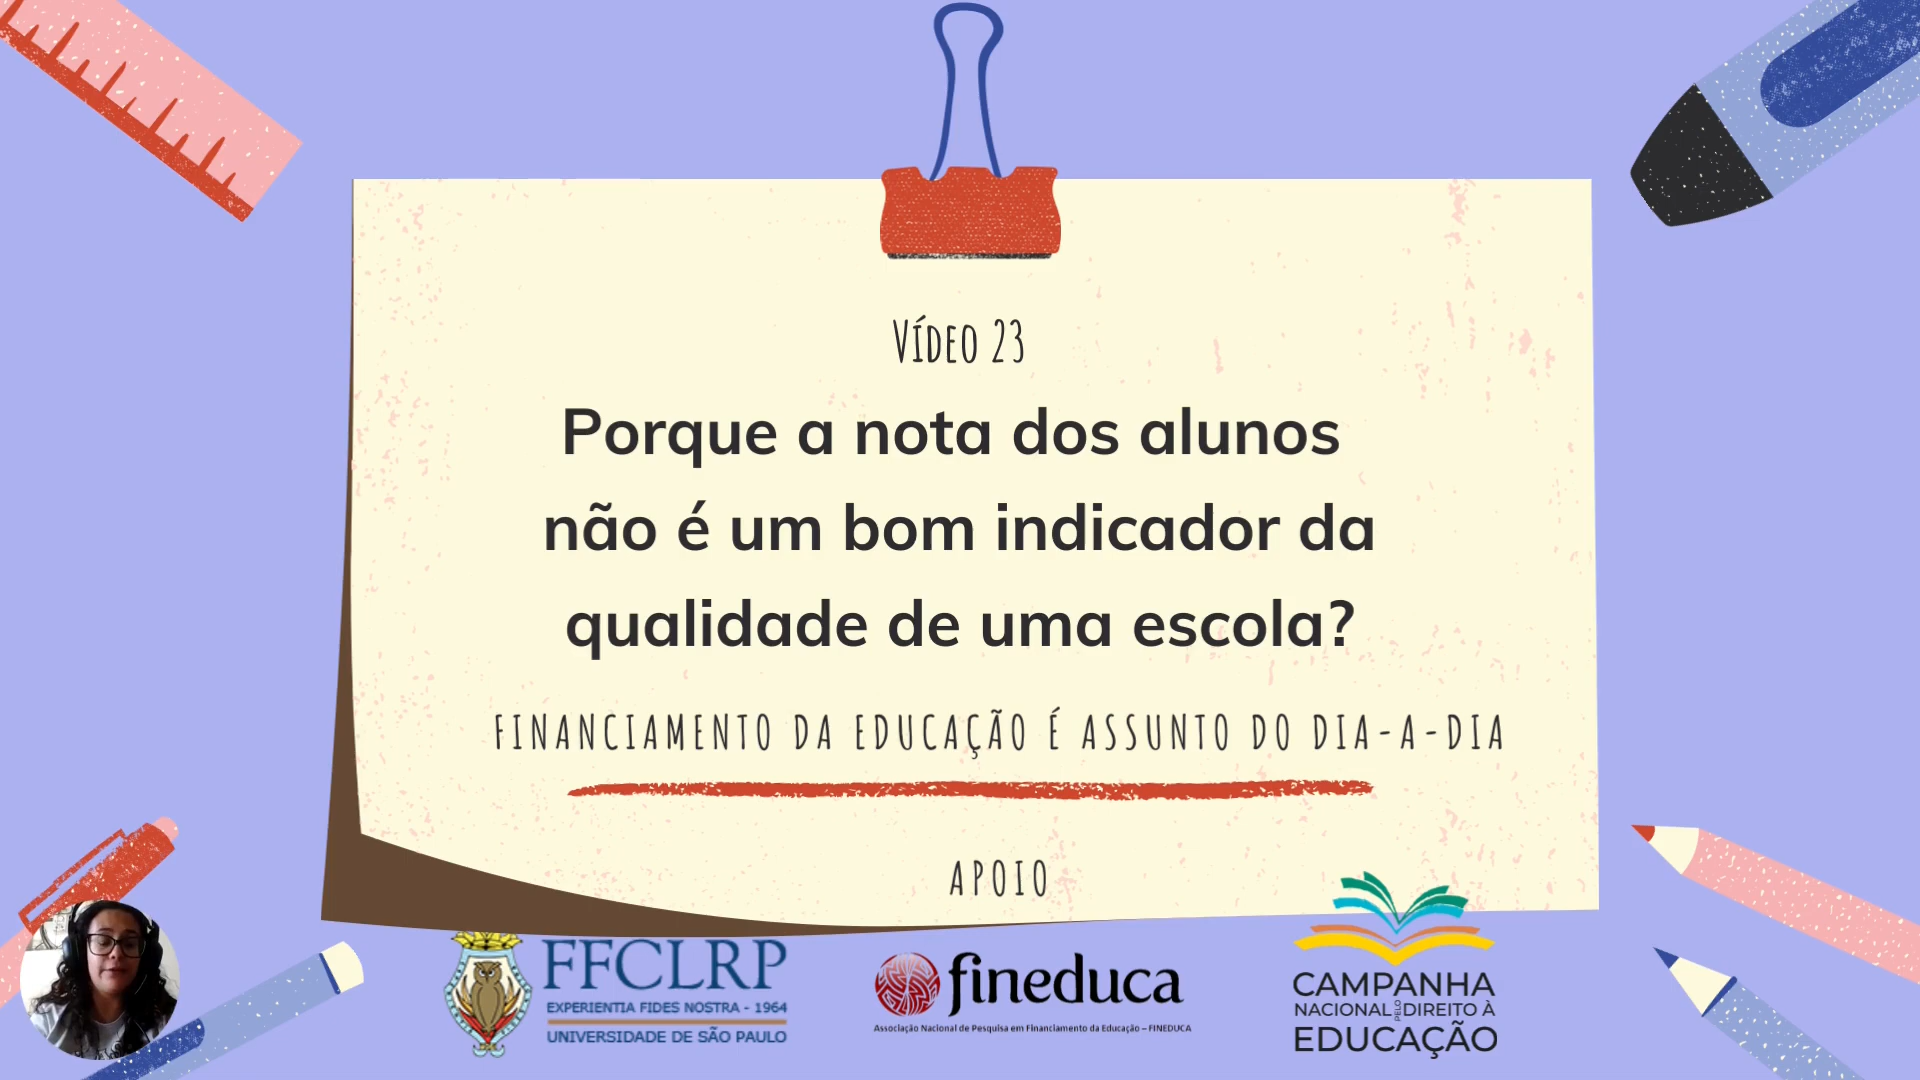 Vídeo 23
Porque a nota dos alunos
não é um bom indicador da
qualidade de uma escola?
FINANCIAMENTO DA EDUCAÇÃO É ASSUNTO DO DIA-A-DIA
APOIO
FFCLRP
EXPERIENTIA FIDES NOSTRA - 1964
UNIVERSIDADE DE SÃO PAULO
fineduca
Associação Nacional de Pesquisa em Financiamento da Educação – FINEDUCA
CAMPANHA
NACIONAL PELO DIREITO À
EDUCAÇÃO